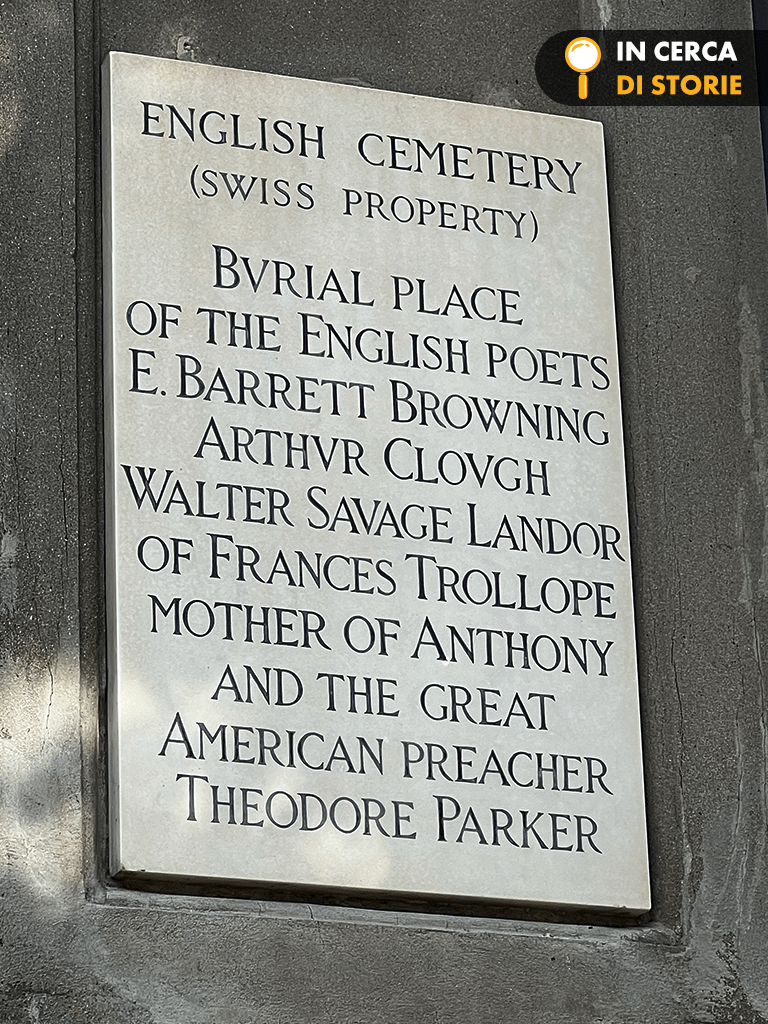 IN CERCA
DI STORIE
ENGLISH CEMETERY
(SWISS PROPERTY)
BVRIAL PLACE
OF THE ENGLISH POETS
E. BARRETT BROWNING
ARTHVR CLOVGH
WALTER SAVAGE LANDOR
OF FRANCES TROLLOPE
MOTHER OF ANTHONY
AND THE GREAT
AMERICAN PREACHER
THEODORE PARKER